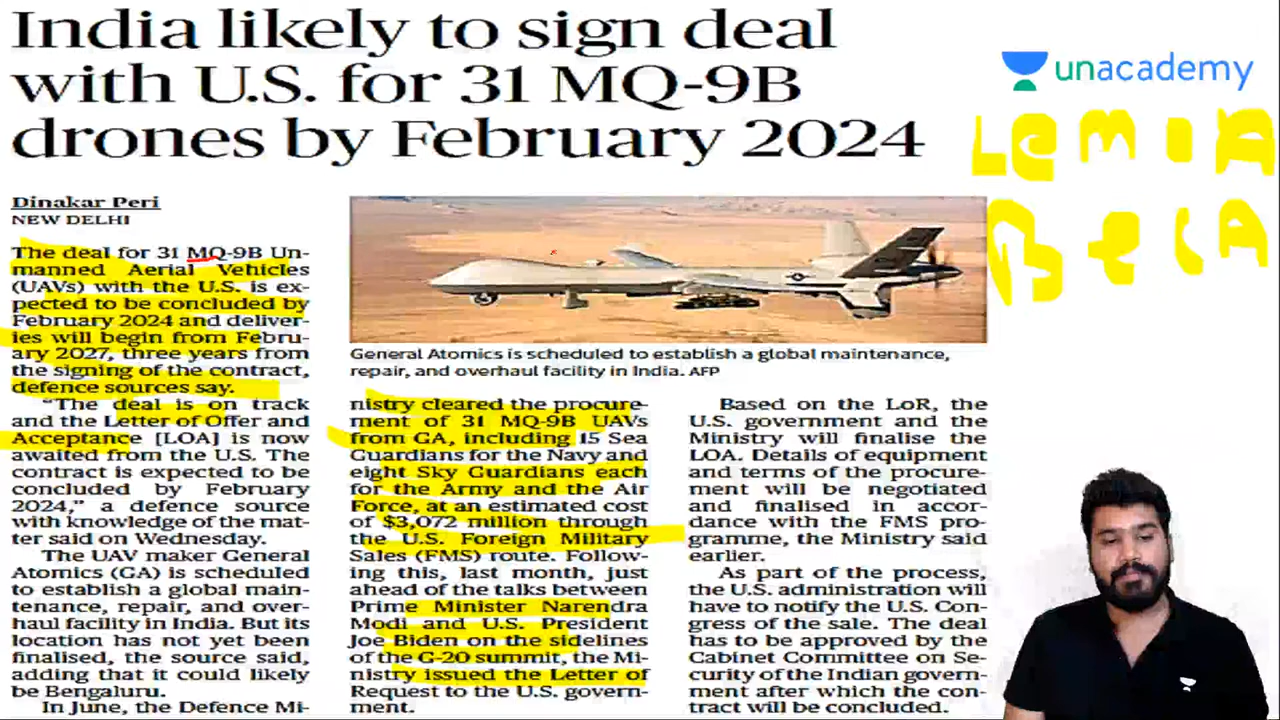 India likely to sign deal
with U.S. for 31 MQ-9B
drones by February 2024
unacademy
LemOA
BeCA
Dinakar Peri
NEW DELHI
The deal for 31 MQ-9B Un-
manned Aerial Vehicles
(UAVs) with the U.S. is ex-
pected to be concluded by
February 2024 and deliver-
ies will begin from Febru-
ary 2027, three years from
the signing of the contract,
defence sources say.
“The deal is on track
and the Letter of Offer and
Acceptance [LOA] is now
awaited from the U.S. The
contract is expected to be
concluded by February
2024,” a defence source
with knowledge of the mat-
ter said on Wednesday.
The UAV maker General
Atomics (GA) is scheduled
to establish a global main-
tenance, repair, and over-
haul facility in India. But its
location has not yet been
finalised, the source said,
adding that it could likely
be Bengaluru.
In June, the Defence Mi-
General Atomics is scheduled to establish a global maintenance,
repair, and overhaul facility in India. AFP
nistry cleared the procure-
ment of 31 MQ-9B UAVs
from GA, including 15 Sea
Guardians for the Navy and
eight Sky Guardians each
for the Army and the Air
Force, at an estimated cost
of $3,072 million through
the U.S. Foreign Military
Sales (FMS) route. Follow-
ing this, last month, just
ahead of the talks between
Prime Minister Narendra
Modi and U.S. President
Joe Biden on the sidelines
of the G-20 summit, the Mi-
nistry issued the Letter of
Request to the U.S. govern-
ment.
Based on the LoR, the
U.S. government and the
Ministry will finalise the
LOA. Details of equipment
and terms of the procure-
ment will be negotiated
and finalised in accor-
dance with the FMS pro-
gramme, the Ministry said
earlier.
As part of the process,
the U.S. administration will
have to notify the U.S. Con-
gress of the sale. The deal
has to be approved by the
Cabinet Committee on Se-
curity of the Indian govern-
ment after which the con-
tract will be concluded.